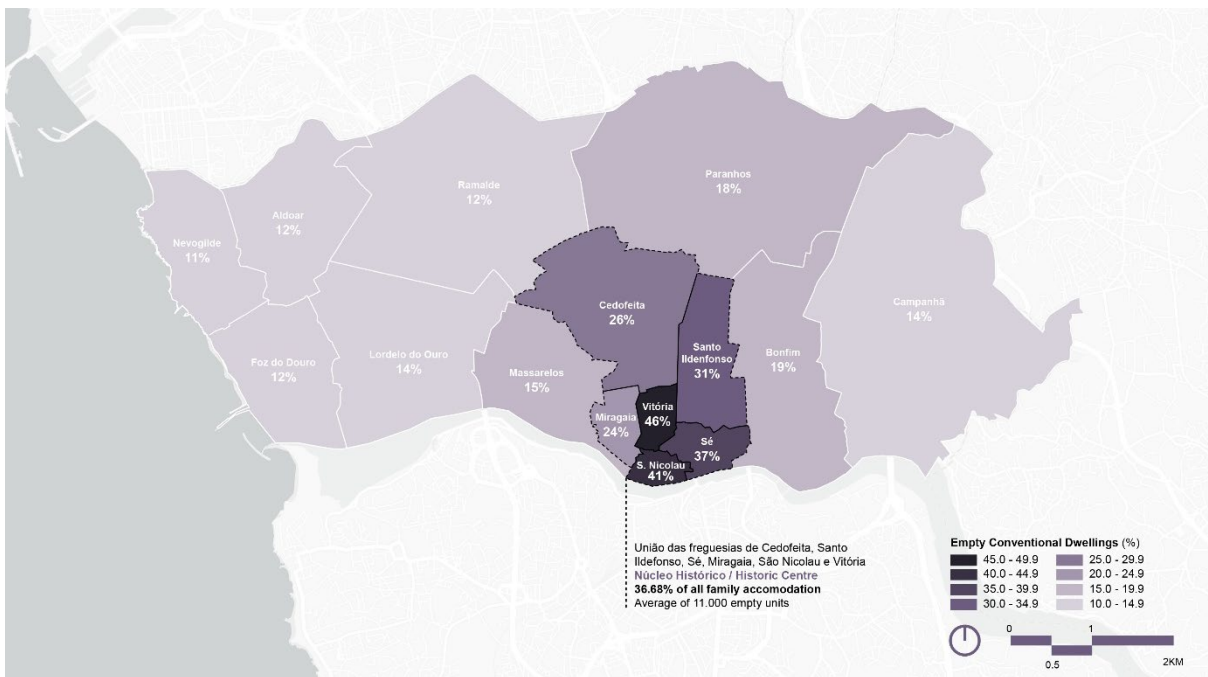 Paranhos
18%
Ramalde
12%
Aldoar
12%
Nevogilde
11%
Campanhã
14%
Cedofeita
26%
Santo
Ildenfonso
31%
Bonfim
19%
Lordelo do Ouro
14%
Foz do Douro
12%
Massarelos
15%
Vitória
46%
Miragaia
24%
Sé
37%
S. Nicolau
41%
União das freguesias de Cedofeita, Santo
Ildefonso, Sé, Miragaia, São Nicolau e Vitória
Núcleo Histórico / Historic Centre
36.68% of all family accomodation
Average of 11.000 empty units
Empty Conventional Dwellings (%)
45.0 - 49.9
40.0 - 44.9
35.0 - 39.9
30.0 - 34.9
25.0 - 29.9
20.0 - 24.9
15.0 - 19.9
10.0 - 14.9
0
1
0.5
2KM